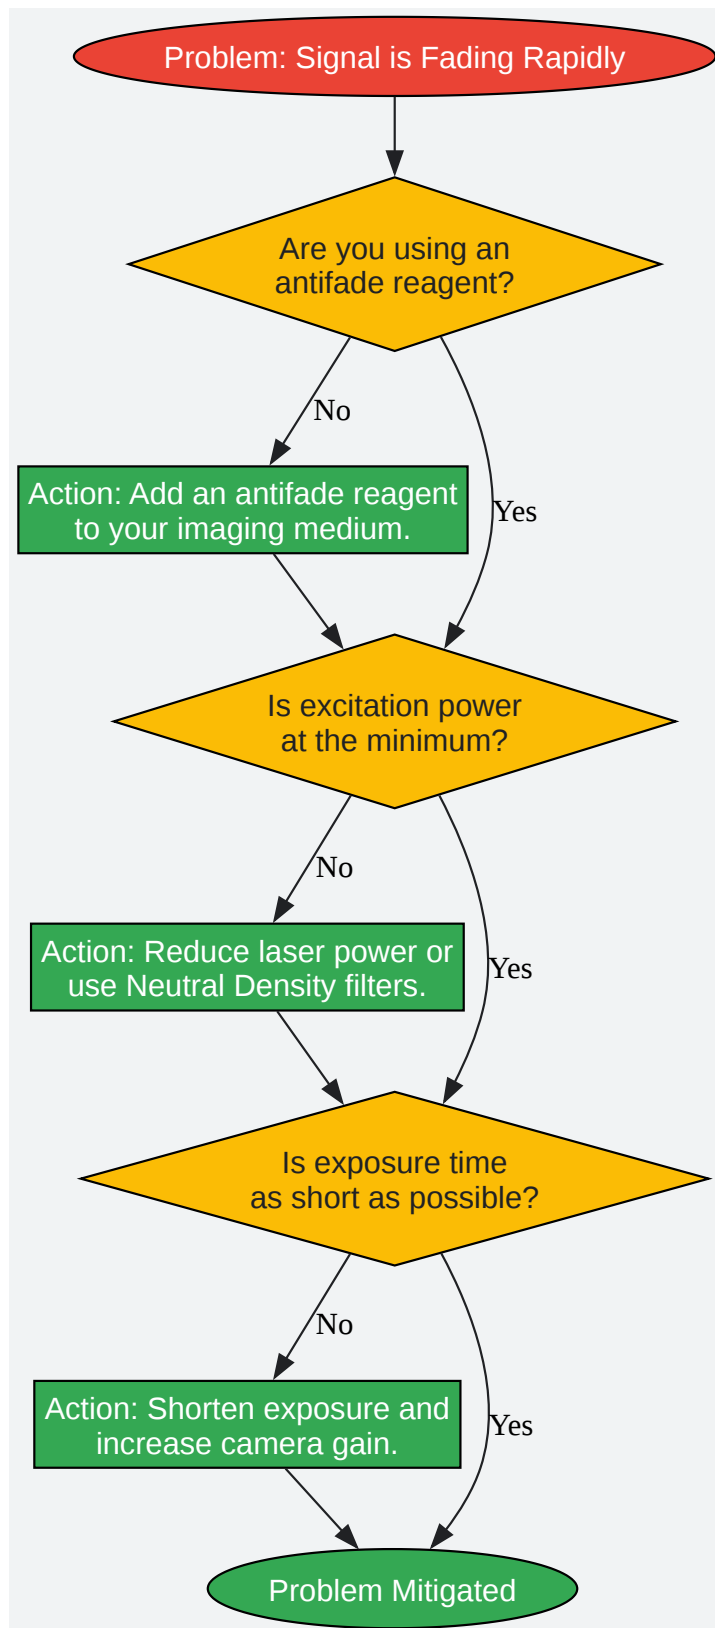 Problem: Signal is Fading Rapidly
Are you using an
antifade reagent?
No
Action: Add an antifade reagent
to your imaging medium.
Yes
Is excitation power
at the minimum?
No
Action: Reduce laser power or
use Neutral Density filters.
Yes
Is exposure time
as short as possible?
No
Action: Shorten exposure and
increase camera gain.
Yes
Problem Mitigated